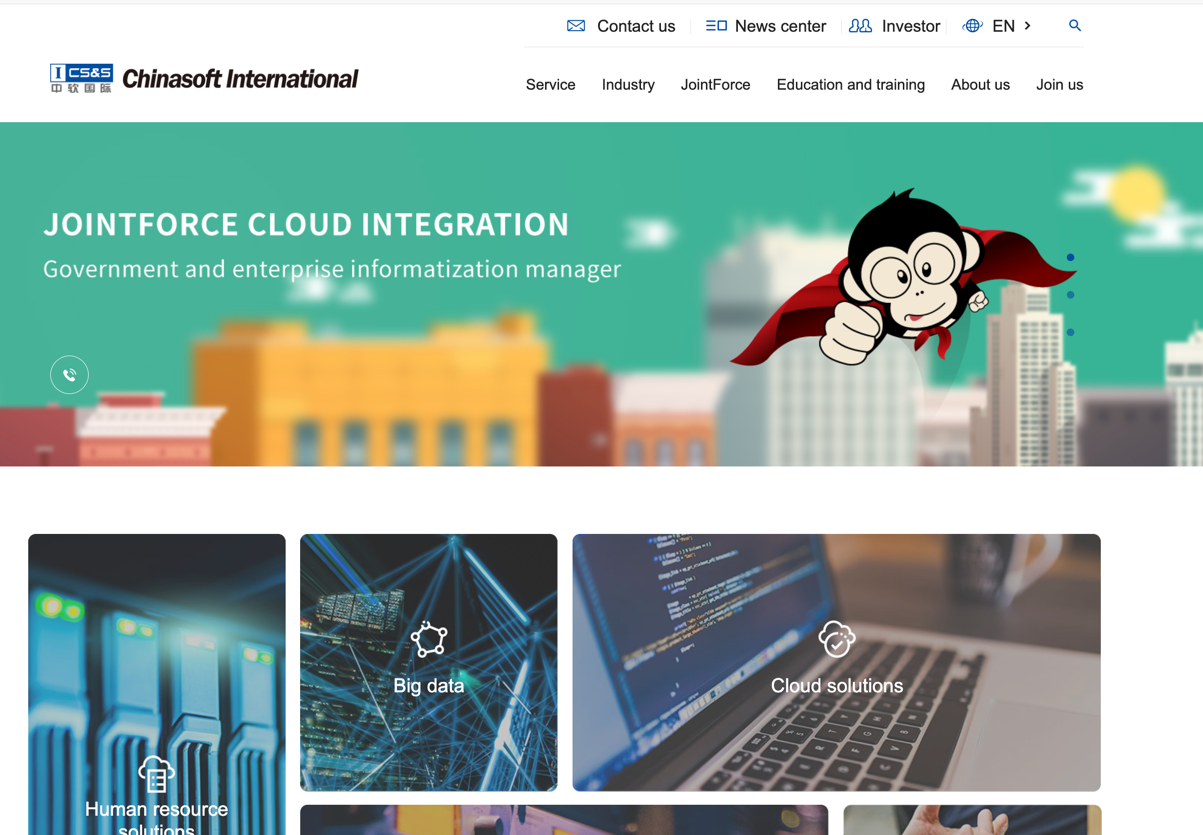 Contact us
News center
Investor
EN
ICS&S
中软国际
Chinasoft International
Service
Industry
JointForce
Education and training
About us
Join us
JOINTFORCE CLOUD INTEGRATION
Government and enterprise informatization manager
Big data
Cloud solutions
Human resource
solutions